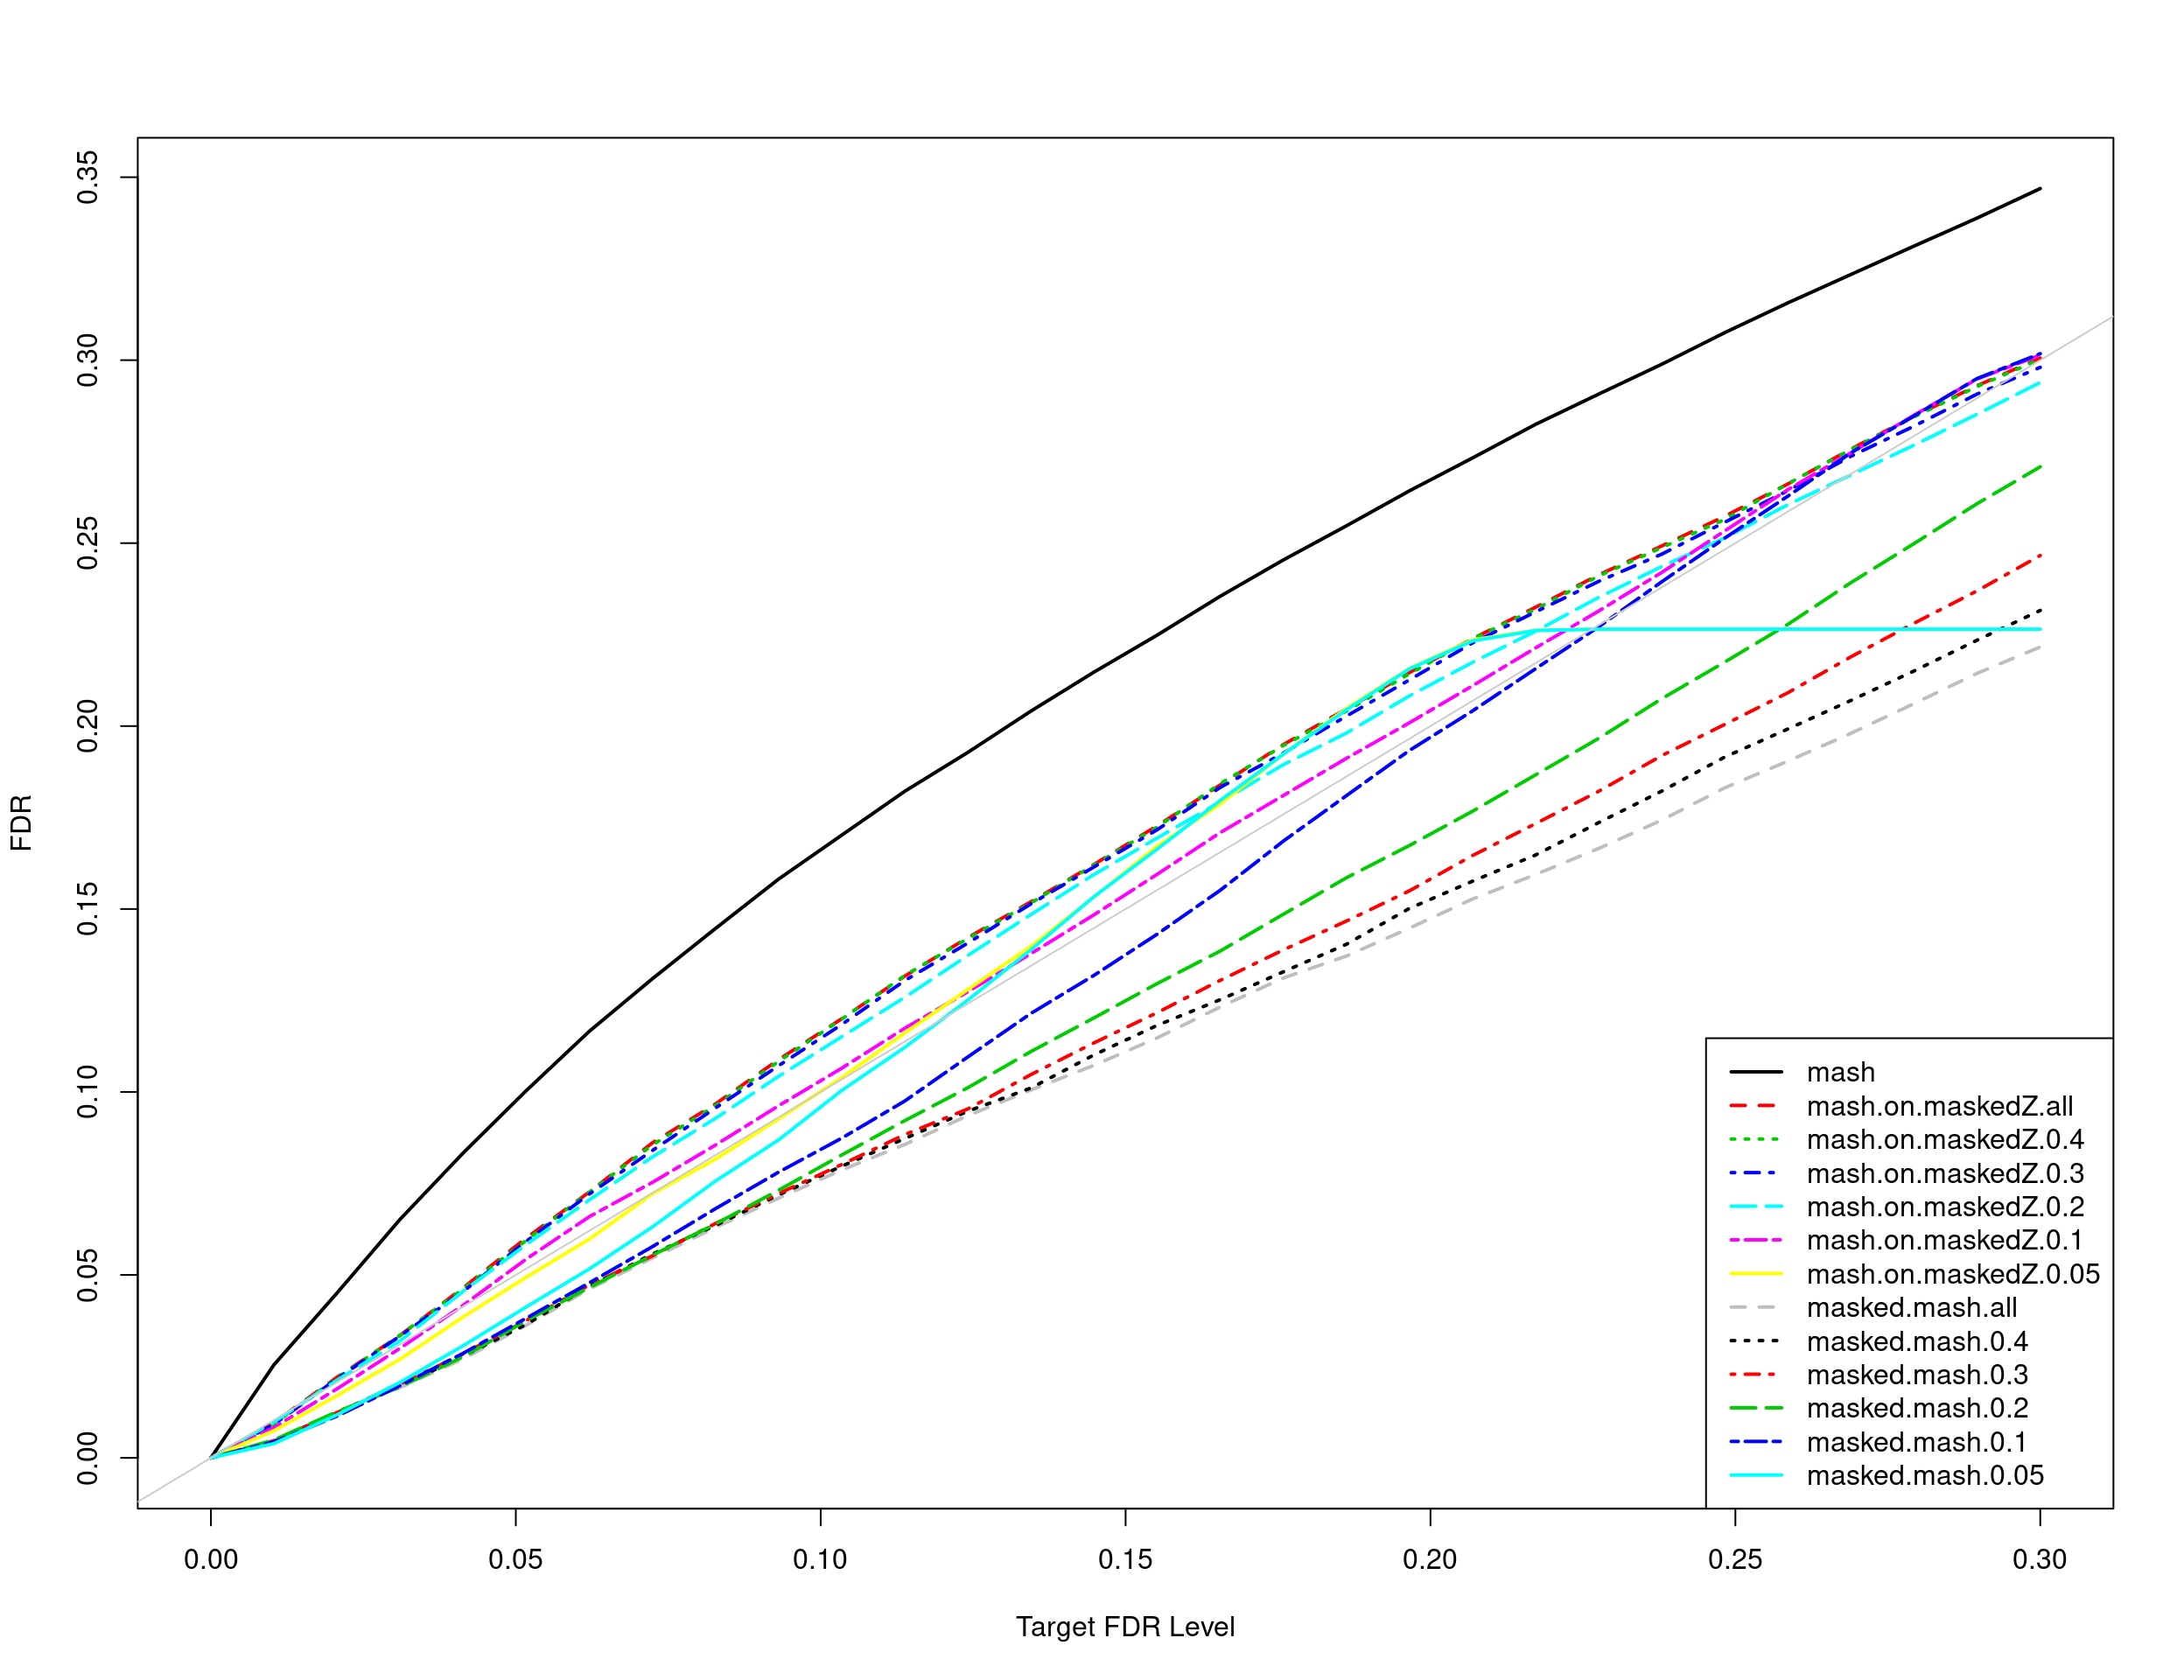 0.35
0.30
0.25
0.20
0.15
0.10
0.05
0.00
FDR
0.00 0.05 0.10 0.15 0.20 0.25 0.30
Target FDR Level
mash
mash.on.maskedZ.all
mash.on.maskedZ.0.4
mash.on.maskedZ.0.3
mash.on.maskedZ.0.2
mash.on.maskedZ.0.1
mash.on.maskedZ.0.05
masked.mash.all
masked.mash.0.4
masked.mash.0.3
masked.mash.0.2
masked.mash.0.1
masked.mash.0.05